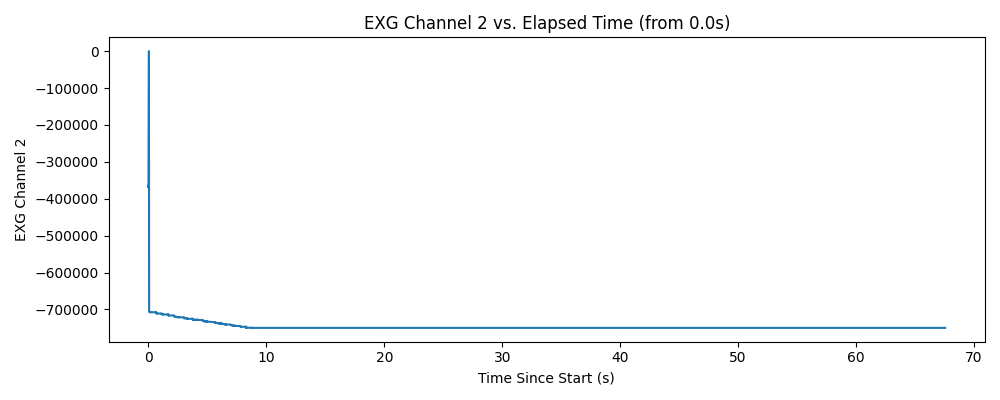 EXG Channel 2 vs. Elapsed Time (from 0.0s)
EXG Channel 2
0
−100000
−200000
−300000
−400000
−500000
−600000
−700000
0 10 20 30 40 50 60 70
Time Since Start (s)